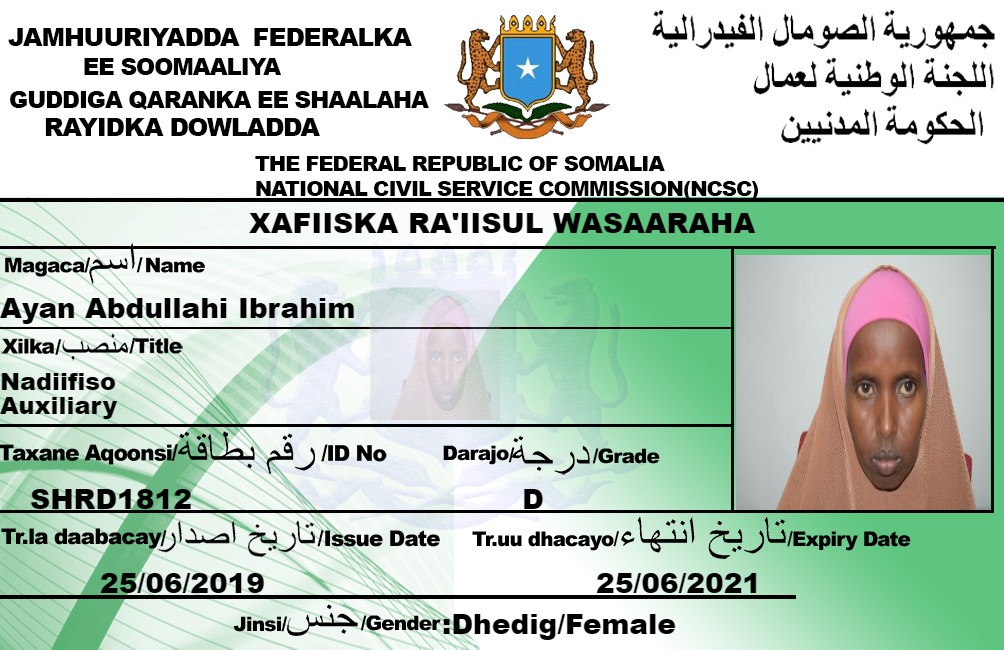 JAMHUURIYADDA FEDERALKA
EE SOOMAALIYA
GUDDIGA QARANKA EE SHAALAHA
RAYIDKA DOWLADDA
جمهورية الصومال الفيدرالية
اللجنة الوطنية لعمال
الحكومة المدنيين
THE FEDERAL REPUBLIC OF SOMALIA
NATIONAL CIVIL SERVICE COMMISSION(NCSC)
XAFIISKA RA'IISUL WASAARAHA
Magaca/اسم/Name
Ayan Abdullahi Ibrahim
Xilka/منصب/Title
Nadiifiso
Auxiliary
Taxane Aqoonsi/رقم بطاقة/ID No
SHRD1812
Darajo/درجة/Grade
D
Tr.la daabacay/تاريخ اصدار/Issue Date
25/06/2019
Tr.uu dhacayo/تاريخ انتهاء/Expiry Date
25/06/2021
Jinsi/جنس/Gender:Dhedig/Female